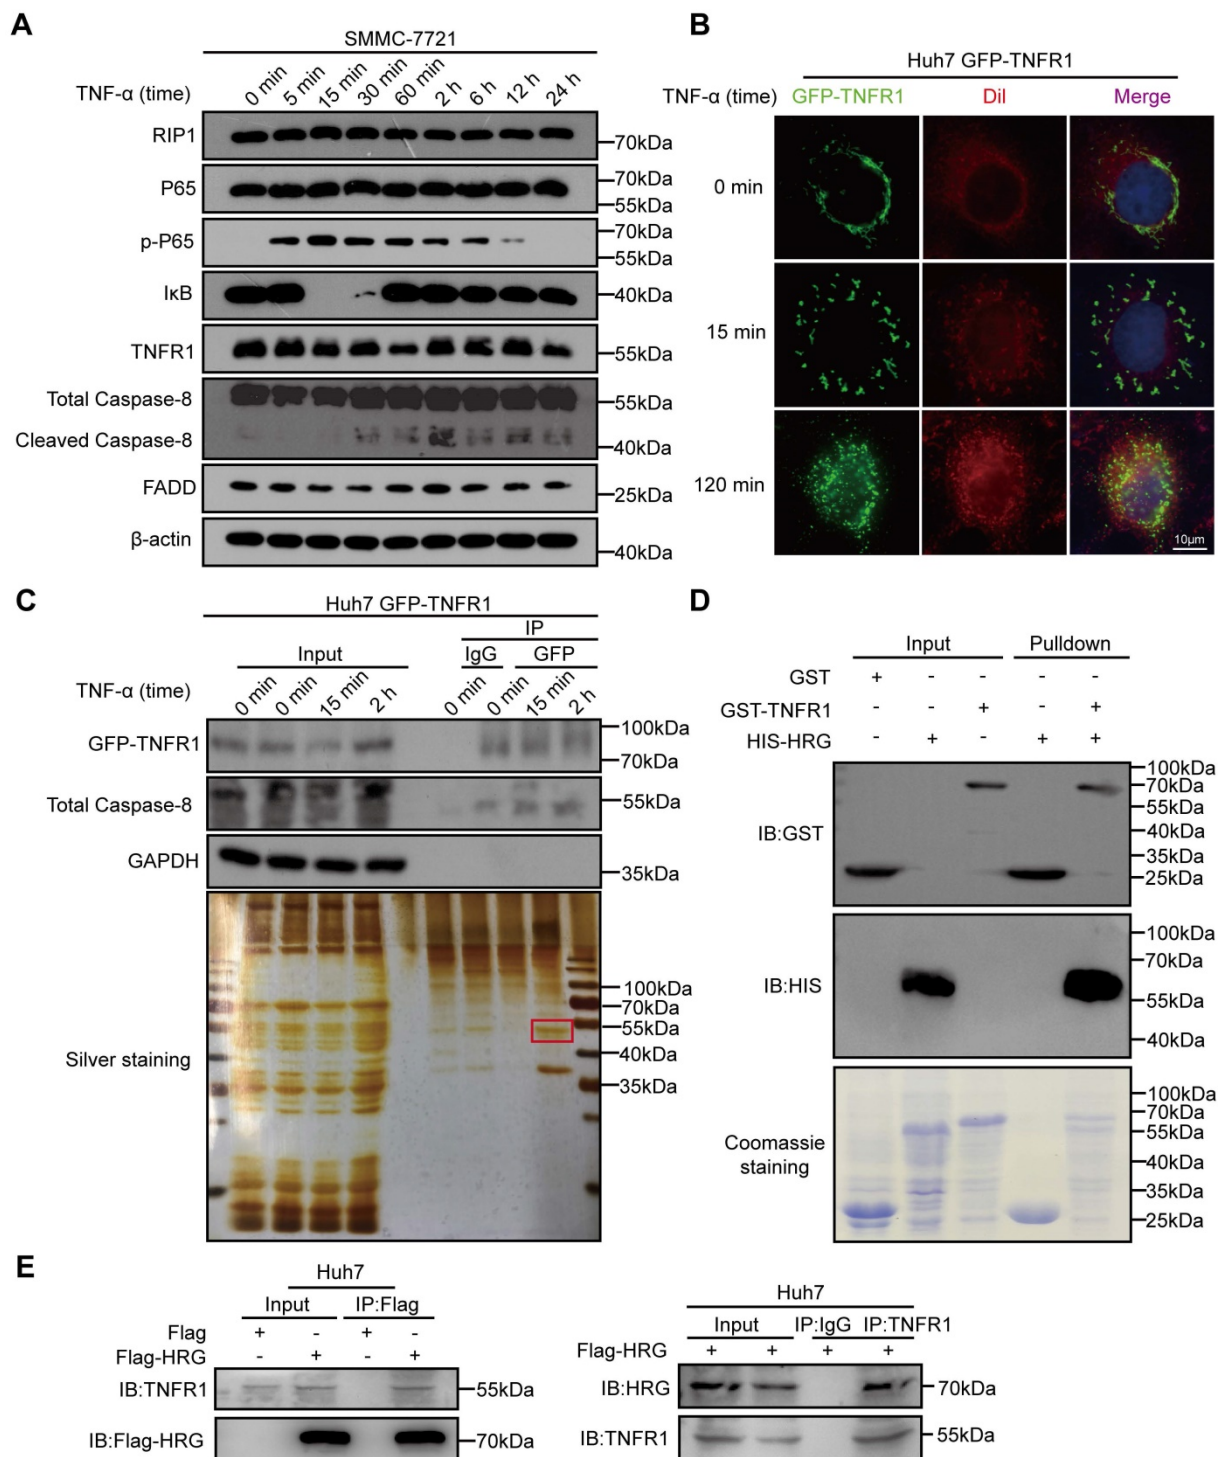 A
SMMC-7721
TNF-α (time)
0 min 5 min 15 min 30 min 60 min 2 h 6 h 12 h 24 h
RIP1
70kDa
P65
70kDa
55kDa
p-P65
70kDa
55kDa
IκB
40kDa
TNFR1
55kDa
Total Caspase-8
55kDa
Cleaved Caspase-8
40kDa
FADD
25kDa
β-actin
40kDa
B
Huh7 GFP-TNFR1
TNF-α (time) GFP-TNFR1 Dil Merge
0 min
15 min
120 min
10μm
C
Huh7 GFP-TNFR1
IP
Input IgG GFP
TNF-α (time)
0 min 0 min 15 min 2 h 0 min 0 min 15 min 2 h
GFP-TNFR1
100kDa
70kDa
Total Caspase-8
55kDa
GAPDH
35kDa
Silver staining
100kDa
70kDa
55kDa
40kDa
35kDa
D
Input Pulldown
GST + - - - -
GST-TNFR1 - - + - +
HIS-HRG - + - + +
IB:GST
100kDa
70kDa
55kDa
40kDa
35kDa
25kDa
IB:HIS
100kDa
70kDa
55kDa
40kDa
Coomassie
staining
100kDa
70kDa
55kDa
40kDa
35kDa
25kDa
E
Huh7
Input IP:Flag
Flag + - + -
Flag-HRG - + - +
IB:TNFR1 55kDa
IB:Flag-HRG 70kDa
Huh7
Input IP:IgG IP:TNFR1
Flag-HRG + + + +
IB:HRG 70kDa
IB:TNFR1 55kDa